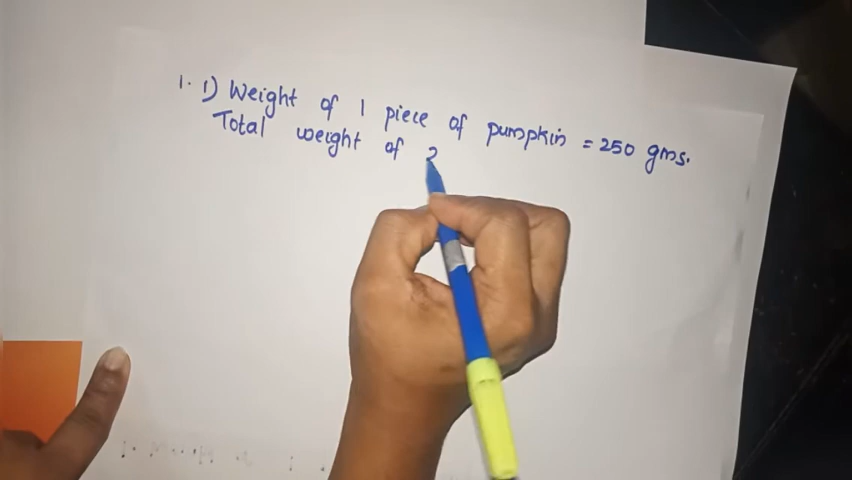 1. 1) Weight of 1 piece of pumpkin = 250 gms.
Total weight of